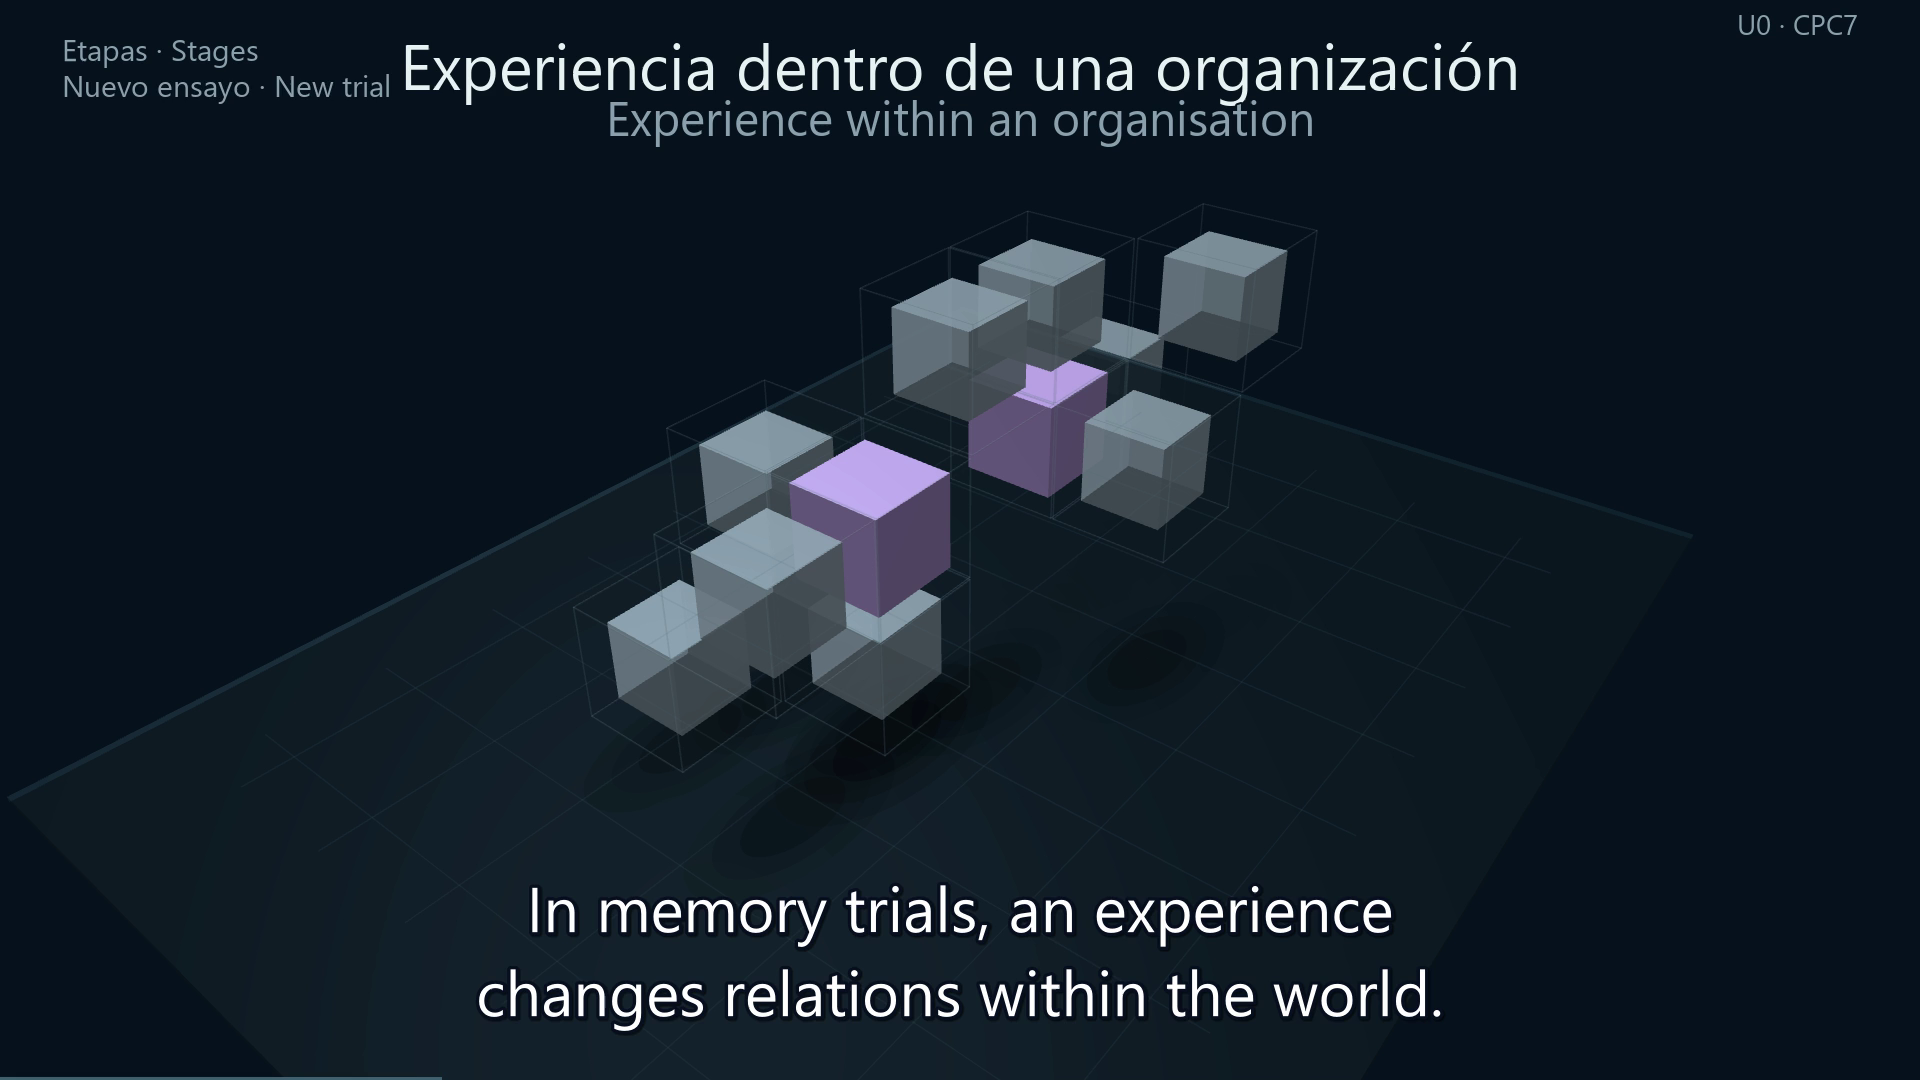 Etapas · Stages
Nuevo ensayo · New trial
Experiencia dentro de una organización
Experience within an organisation
U0 · CPC7
In memory trials, an experience
changes relations within the world.